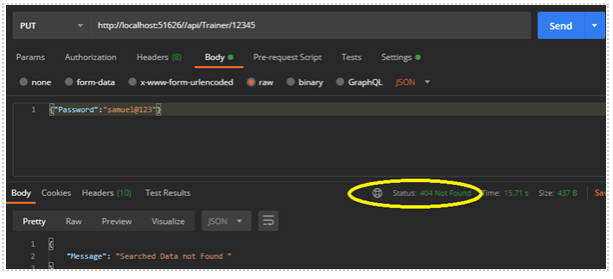 PUT http://localhost:51626//api/Trainer/12345 Send
Params Authorization Headers (8) Body Pre-request Script Tests Settings
none form-data x-www-form-urlencoded raw binary GraphQL JSON
1 {"Password":"samuel@123"}
Body Cookies Headers (10) Test Results Status: 404 Not Found Time: 15.71 s Size: 437 B Sa
Pretty Raw Preview Visualize JSON
1 {
2 "Message": "Searched Data not Found "
3 }